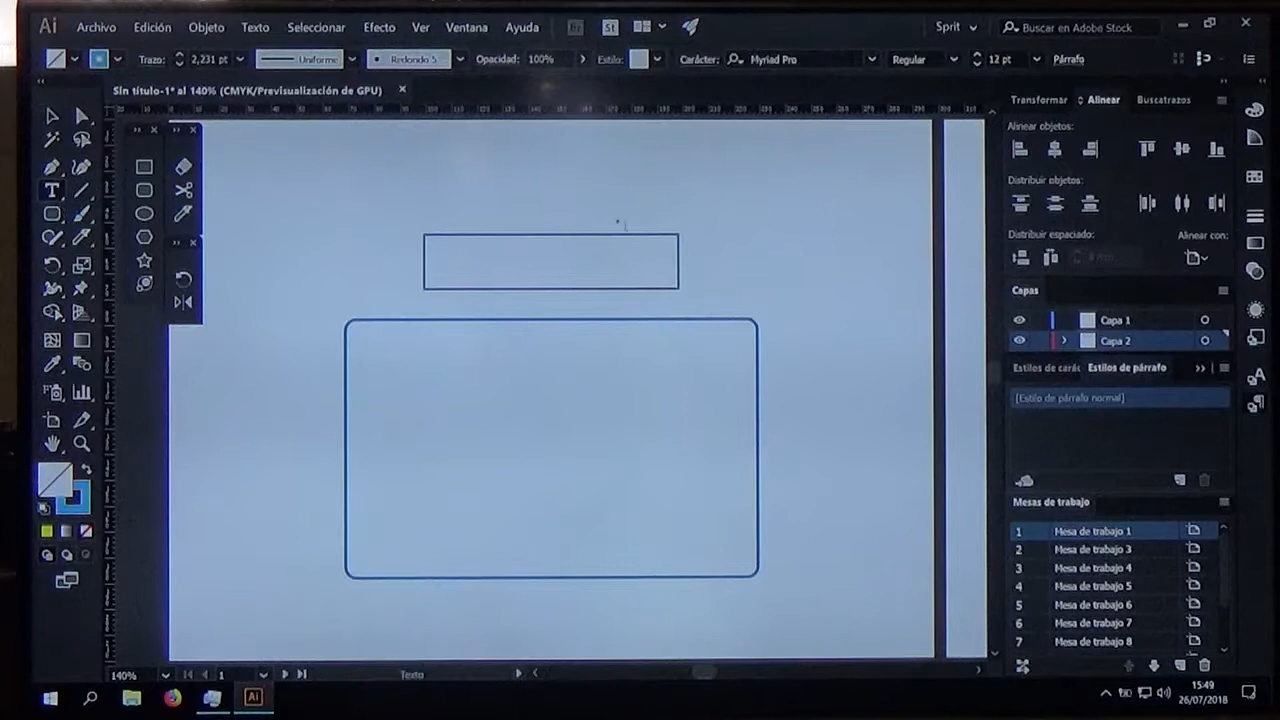 Ai Archivo Edición Objeto Texto Seleccionar Efecto Ver Ventana Ayuda Br St Sprit Buscar en Adobe Stock
Trazo: 2,231 pt Uniforme Redondo 5 Opacidad: 100% Estilo: Carácter: Myriad Pro Regular 12 pt Párrafo
Sin título-1* al 140% (CMYK/Previsualización de GPU)
Transformar Alinear Buscatrazos
Alinear objetos:
Distribuir objetos:
Distribuir espaciado: Alinear con:
0 mm
Capas
Capa 1
Capa 2
Estilos de carác Estilos de párrafo
[Estilo de párrafo normal]
Mesas de trabajo
1 Mesa de trabajo 1
2 Mesa de trabajo 3
3 Mesa de trabajo 4
4 Mesa de trabajo 5
5 Mesa de trabajo 6
6 Mesa de trabajo 7
7 Mesa de trabajo 8
140% 1 Texto
Ai
15:49
26/07/2018